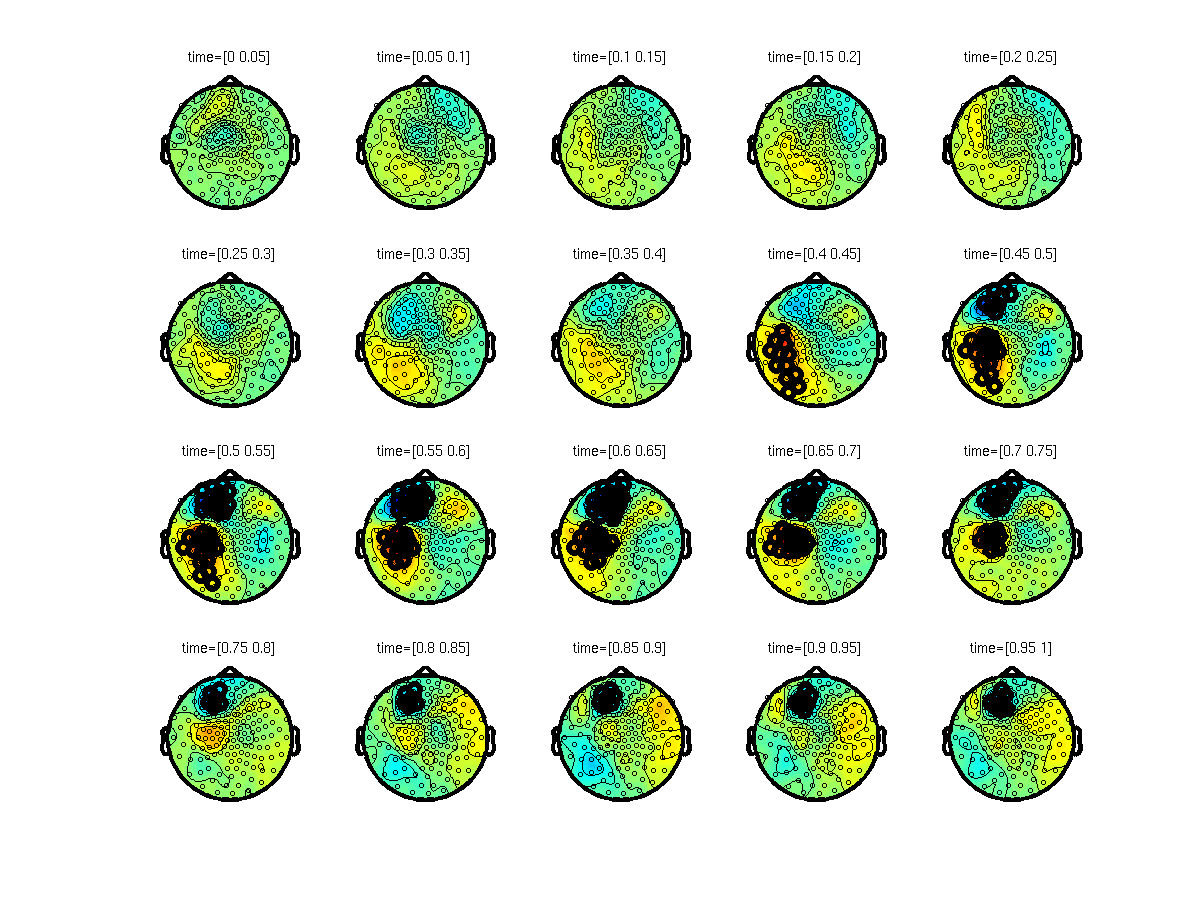 time=[0 0.05]
time=[0.05 0.1]
time=[0.1 0.15]
time=[0.15 0.2]
time=[0.2 0.25]
time=[0.25 0.3]
time=[0.3 0.35]
time=[0.35 0.4]
time=[0.4 0.45]
time=[0.45 0.5]
time=[0.5 0.55]
time=[0.55 0.6]
time=[0.6 0.65]
time=[0.65 0.7]
time=[0.7 0.75]
time=[0.75 0.8]
time=[0.8 0.85]
time=[0.85 0.9]
time=[0.9 0.95]
time=[0.95 1]